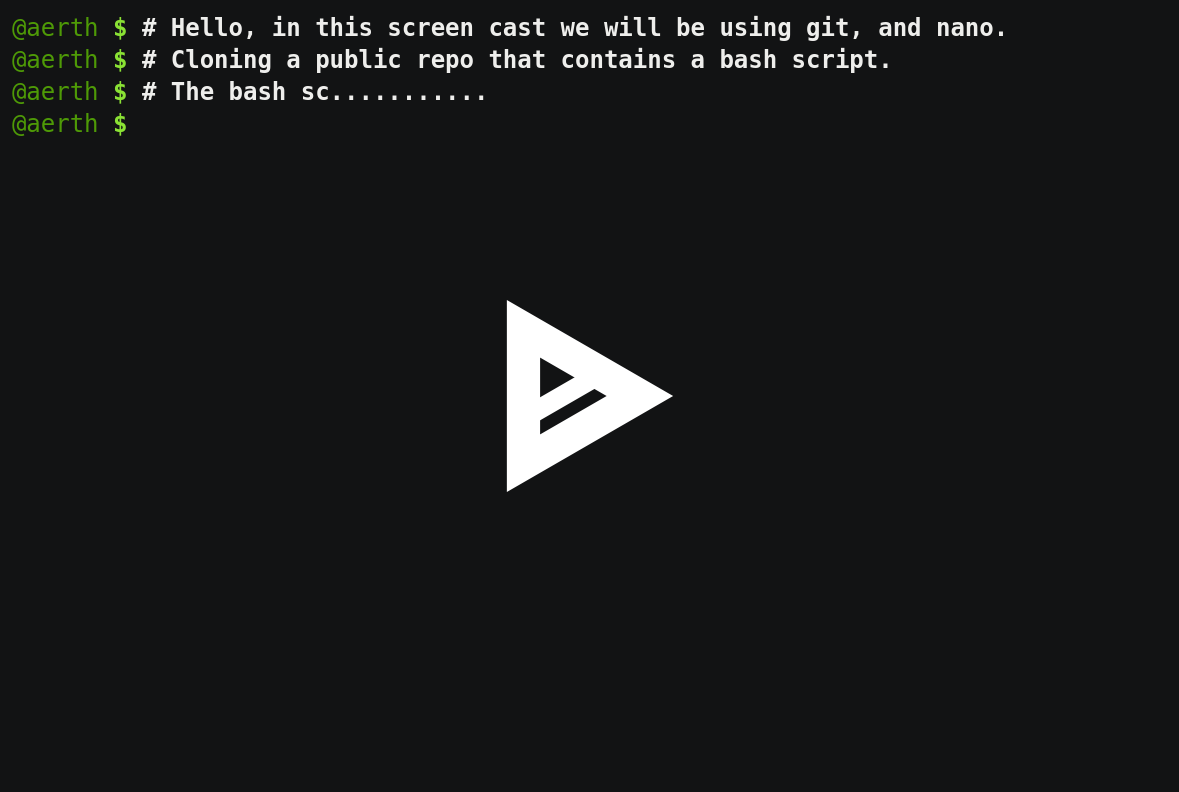 @aerth $ # Hello, in this screen cast we will be using git, and nano.
@aerth $ # Cloning a public repo that contains a bash script.
@aerth $ # The bash sc...........
@aerth $